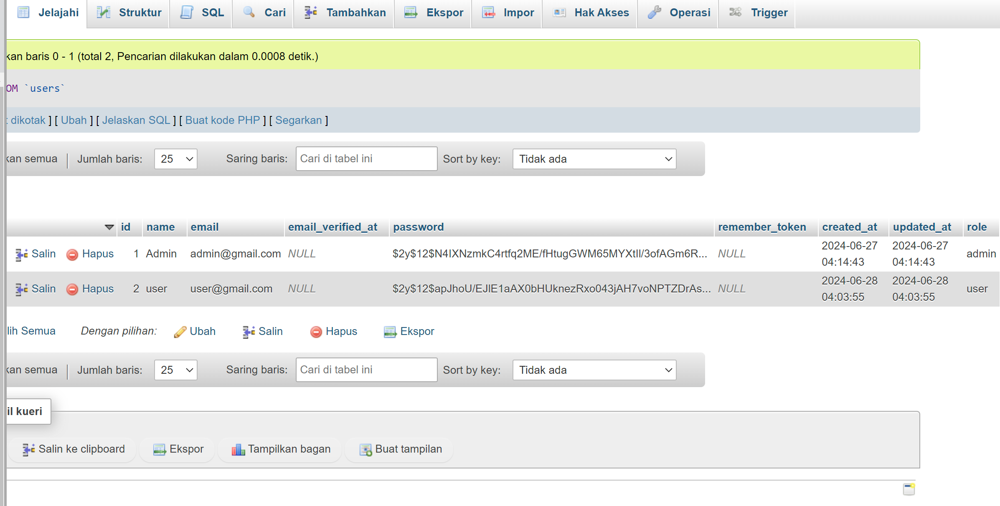 Jelajahi Struktur SQL Cari Tambahkan Ekspor Impor Hak Akses Operasi Trigger
kan baris 0 - 1 (total 2, Pencarian dilakukan dalam 0.0008 detik.)
OM `users`
dikotak ] [ Ubah ] [ Jelaskan SQL ] [ Buat kode PHP ] [ Segarkan ]
kan semua Jumlah baris: 25 Saring baris: Cari di tabel ini Sort by key: Tidak ada
id name email email_verified_at password remember_token created_at updated_at role
Salin Hapus 1 Admin admin@gmail.com NULL $2y$12$N4IXNzmkC4rtfq2ME/fHtugGWM65MYXtIl/3ofAGm6R... NULL 2024-06-27 04:14:43 2024-06-27 04:14:43 admin
Salin Hapus 2 user user@gmail.com NULL $2y$12$apJhoU/EJlE1aAX0bHUknezRxo043jAH7voNPTZDrAs... NULL 2024-06-28 04:03:55 2024-06-28 04:03:55 user
lih Semua Dengan pilihan: Ubah Salin Hapus Ekspor
kan semua Jumlah baris: 25 Saring baris: Cari di tabel ini Sort by key: Tidak ada
il kueri
Salin ke clipboard Ekspor Tampilkan bagan Buat tampilan